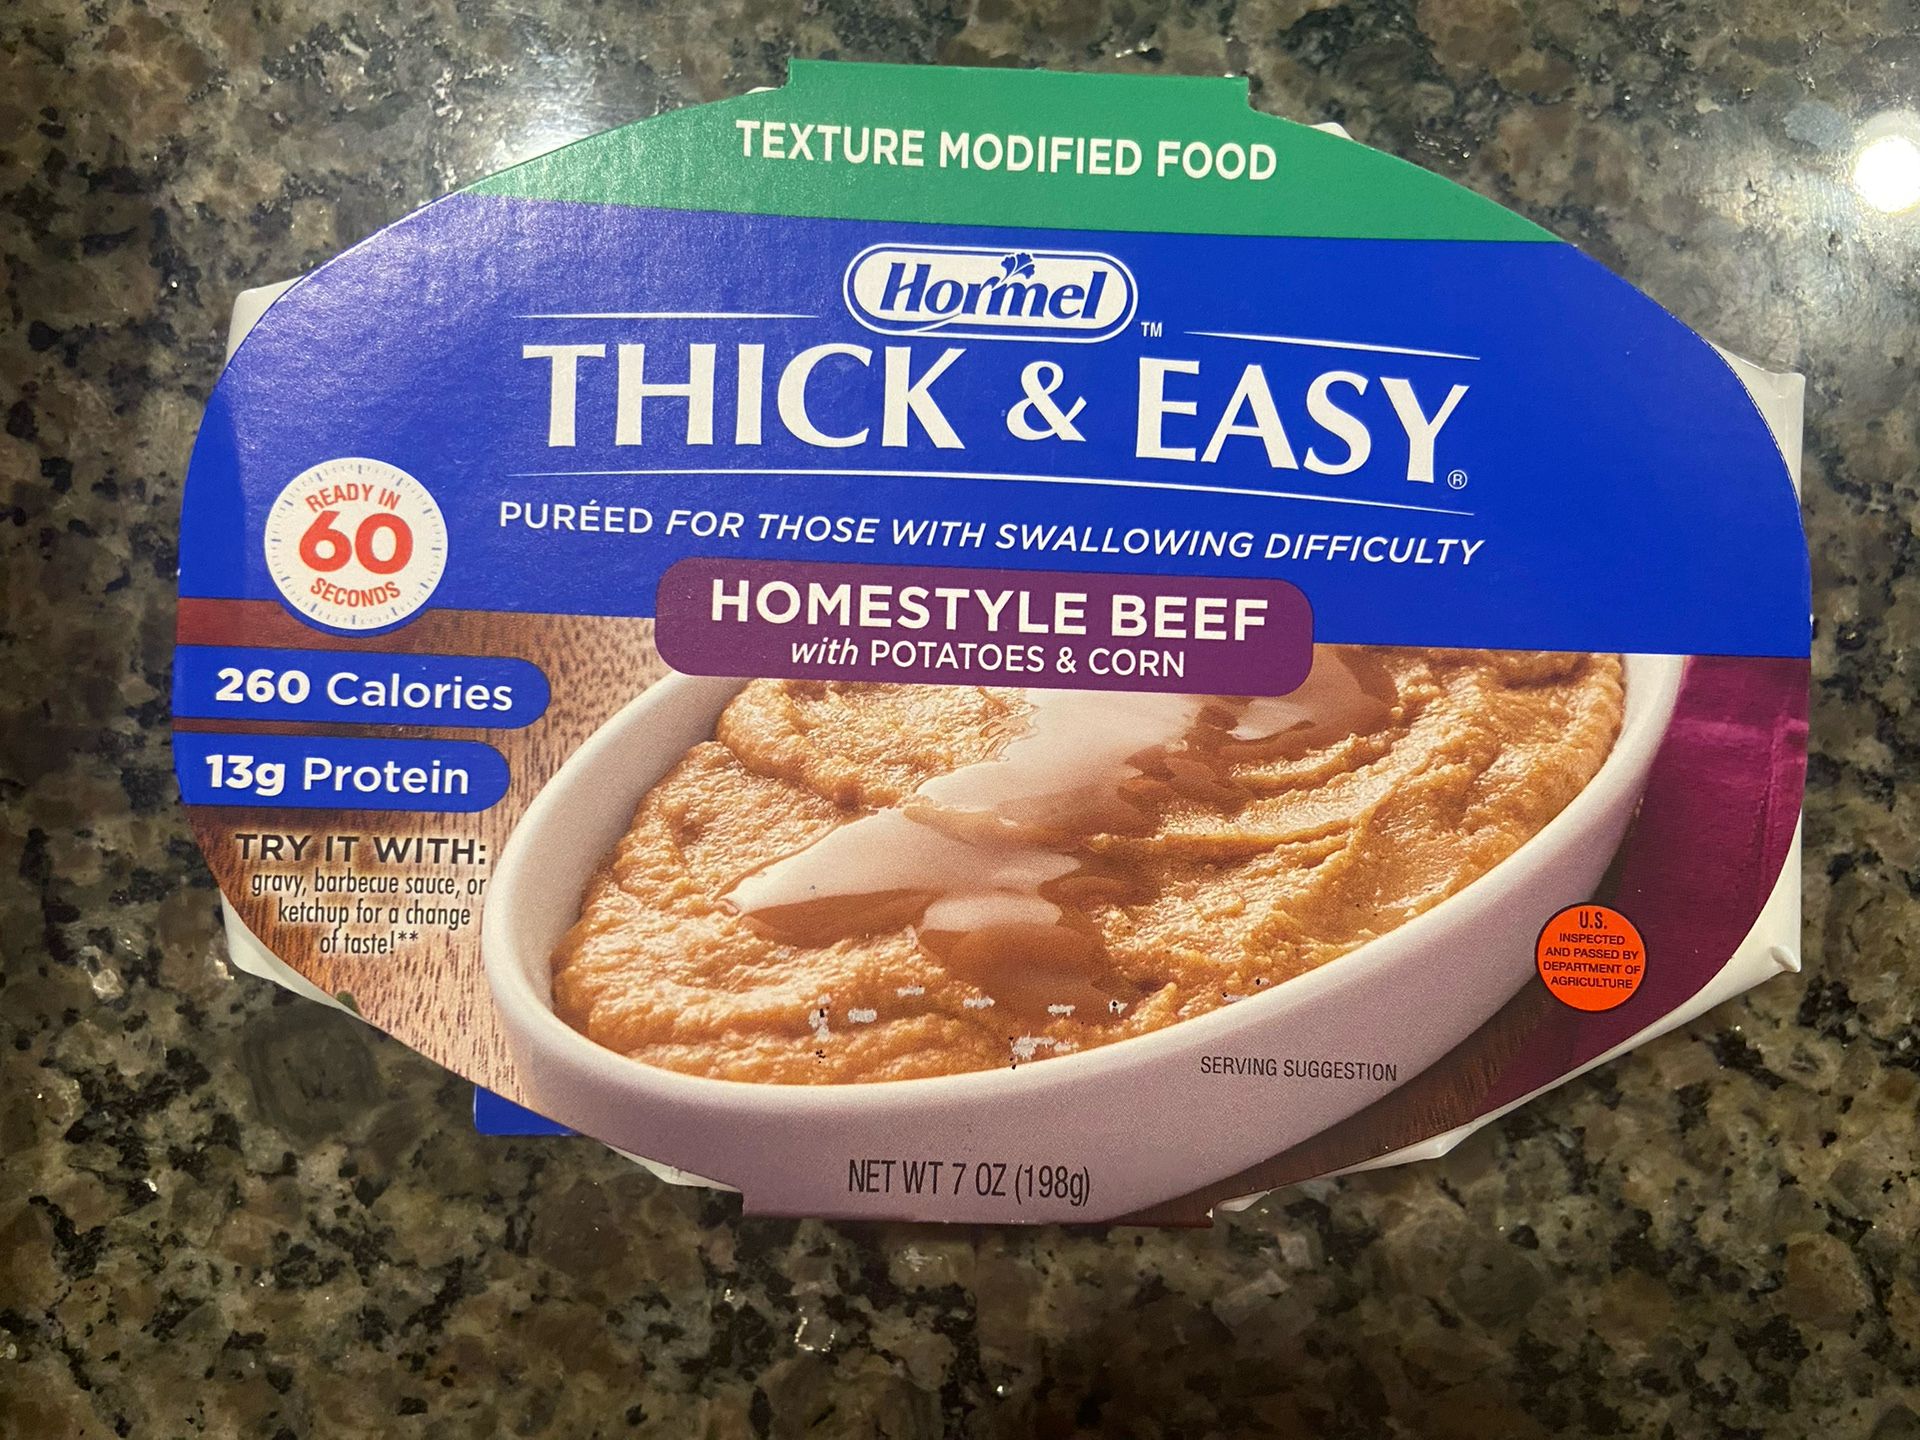 TEXTURE MODIFIED FOOD
Hormel
™
THICK & EASY®
PURÉED FOR THOSE WITH SWALLOWING DIFFICULTY
READY IN
60
SECONDS
HOMESTYLE BEEF
with POTATOES & CORN
260 Calories
13g Protein
TRY IT WITH:
gravy, barbecue sauce, or
ketchup for a change
of taste!**
U.S.
INSPECTED
AND PASSED BY
DEPARTMENT OF
AGRICULTURE
SERVING SUGGESTION
NET WT 7 OZ (198g)